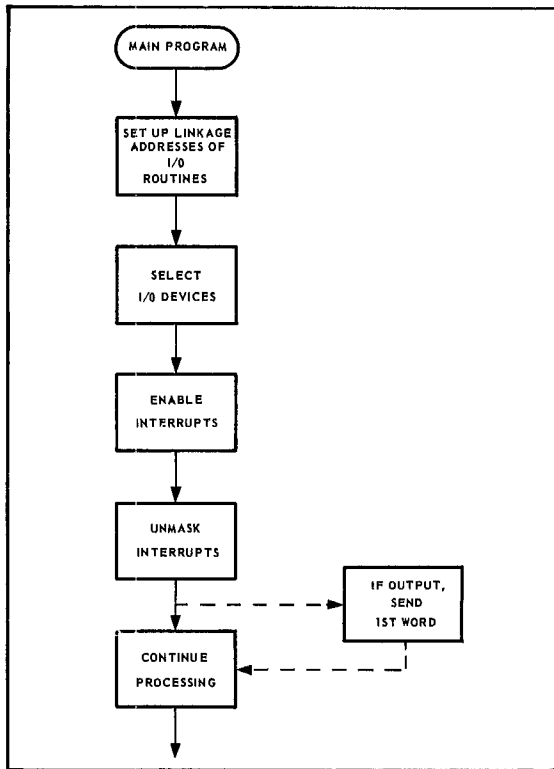 MAIN PROGRAM
SET UP LINKAGE
ADDRESSES OF
I/O
ROUTINES
SELECT
I/O DEVICES
ENABLE
INTERRUPTS
UNMASK
INTERRUPTS
IF OUTPUT,
SEND
1ST WORD
CONTINUE
PROCESSING